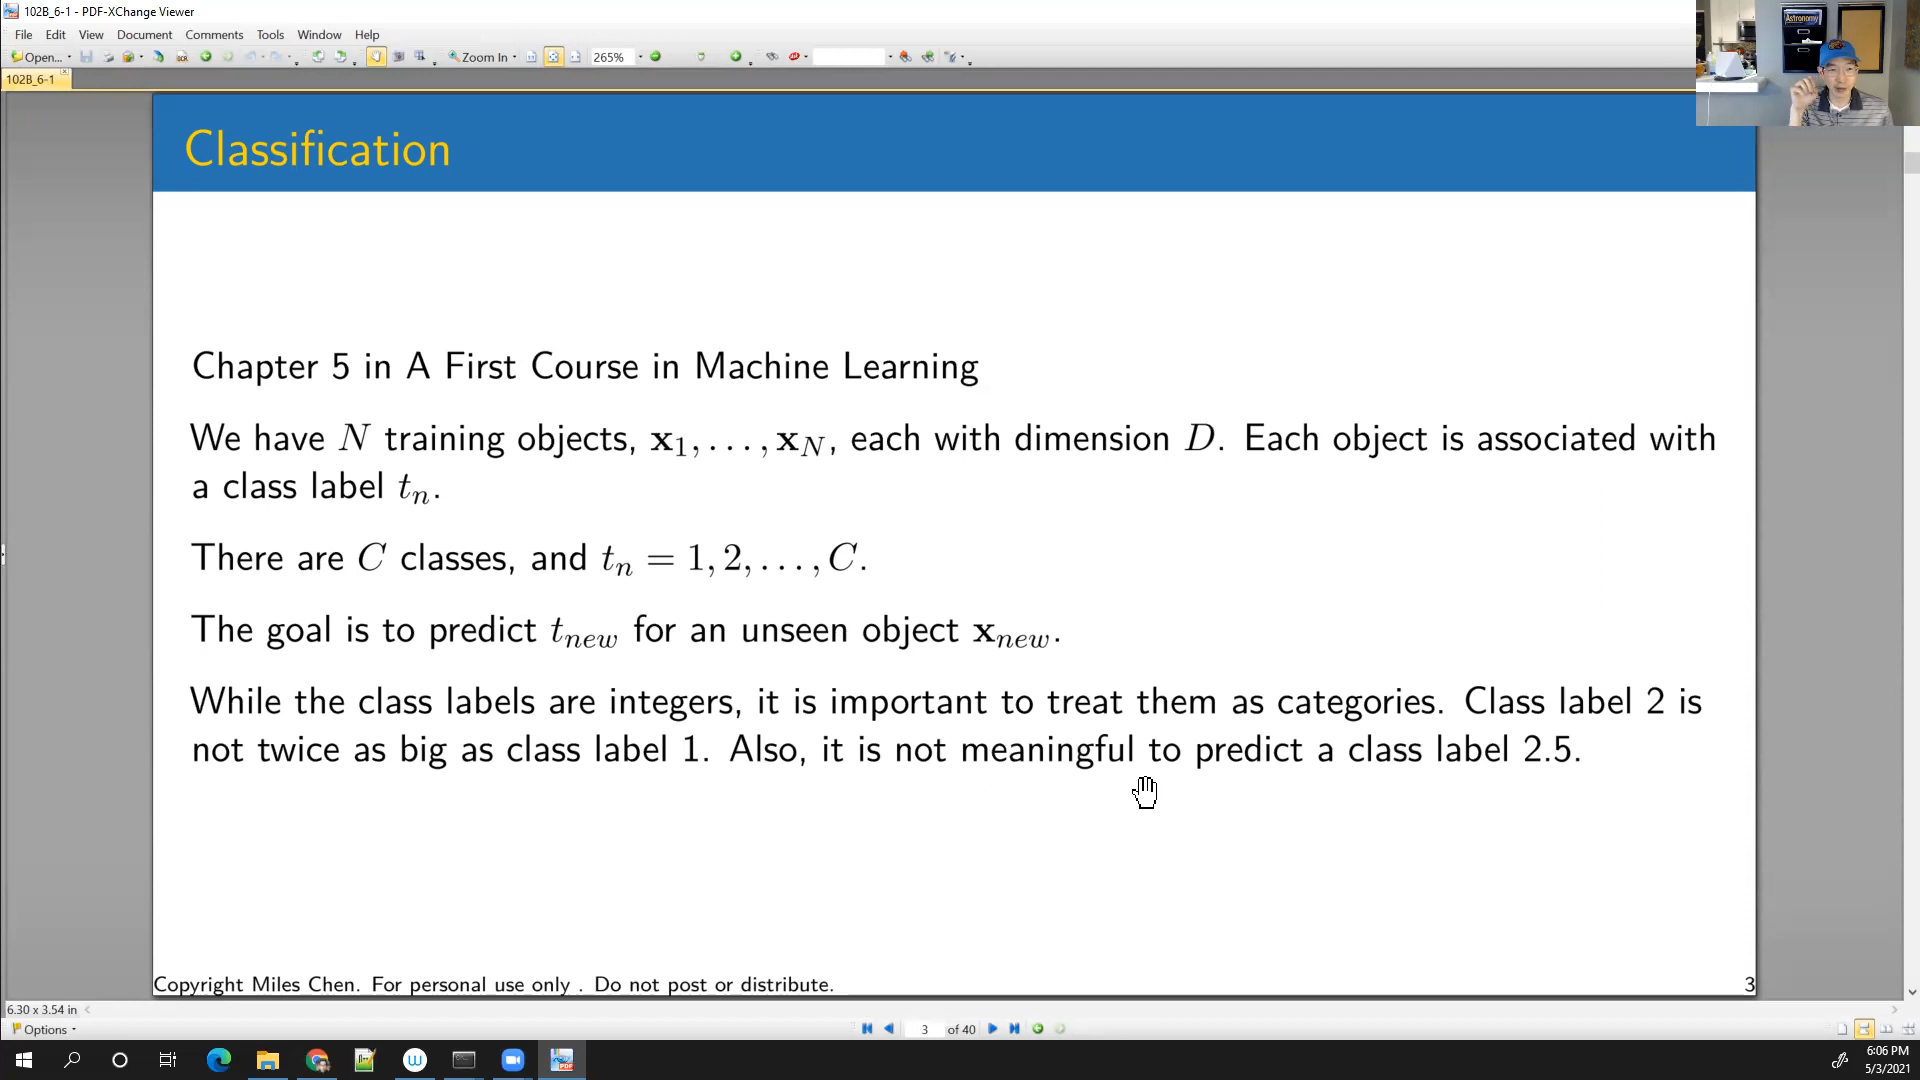 102B_6-1 - PDF-XChange Viewer
File Edit View Document Comments Tools Window Help
Open... OCR Zoom In 265%
102B_6-1
Astronomy
Classification
Chapter 5 in A First Course in Machine Learning
We have N training objects, x₁, . . . , x_N, each with dimension D. Each object is associated with
a class label tₙ.
There are C classes, and tₙ = 1, 2, . . . , C.
The goal is to predict t_new for an unseen object x_new.
While the class labels are integers, it is important to treat them as categories. Class label 2 is
not twice as big as class label 1. Also, it is not meaningful to predict a class label 2.5.
Copyright Miles Chen. For personal use only . Do not post or distribute. 3
6.30 x 3.54 in
Options 3 of 40
6:06 PM
5/3/2021